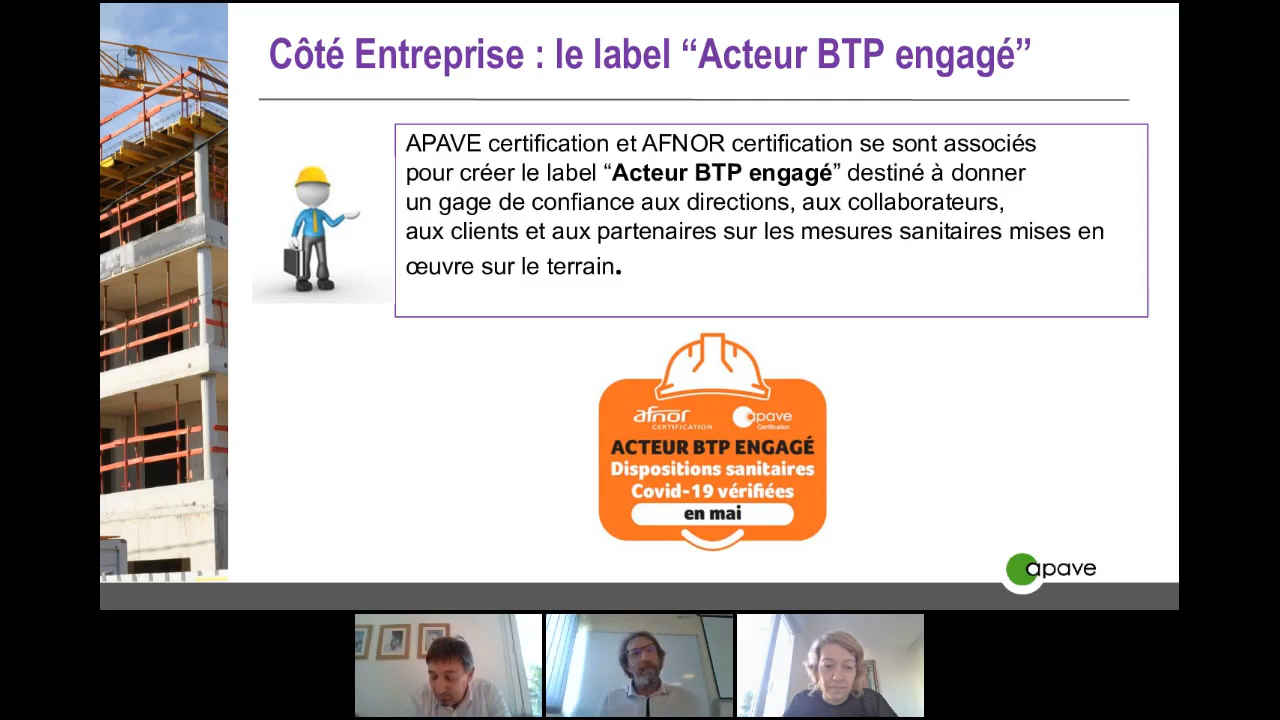 Côté Entreprise : le label “Acteur BTP engagé”
APAVE certification et AFNOR certification se sont associés
pour créer le label “Acteur BTP engagé” destiné à donner
un gage de confiance aux directions, aux collaborateurs,
aux clients et aux partenaires sur les mesures sanitaires mises en
œuvre sur le terrain.
afnor apave
CERTIFICATION Certification
ACTEUR BTP ENGAGÉ
Dispositions sanitaires
Covid-19 vérifiées
en mai
apave